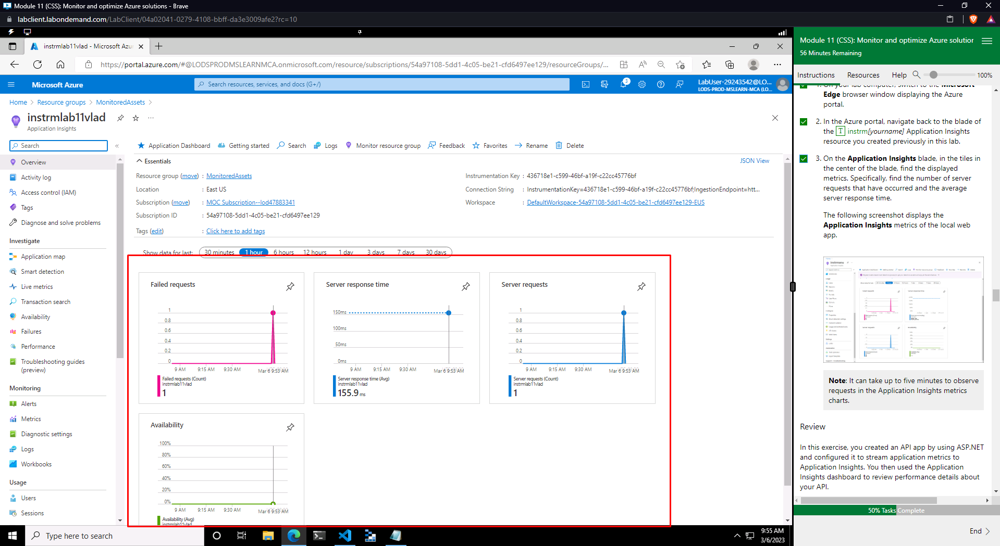 Module 11 (CSS): Monitor and optimize Azure solutions - Brave
labclient.labondemand.com/LabClient/04a02041-0279-4108-bbff-da3e3009afe2?rc=10
instrmlab11vlad - Microsoft Azu
https://portal.azure.com/#@LODSPRODMSLEARNMCA.onmicrosoft.com/resource/subscriptions/54a97108-5dd1-4c05-be21-cfd6497ee129/resourceGroups/...
Microsoft Azure
Search resources, services, and docs (G+/)
3
LabUser-29243542@LO...
LODS-PROD-MSLEARN-MCA (LO...
Home > Resource groups > MonitoredAssets >
instrmlab11vlad
Application Insights
Search
Overview
Activity log
Access control (IAM)
Tags
Diagnose and solve problems
Investigate
Application map
Smart detection
Live metrics
Transaction search
Availability
Failures
Performance
Troubleshooting guides
(preview)
Monitoring
Alerts
Metrics
Diagnostic settings
Logs
Workbooks
Usage
Users
Sessions
Application Dashboard Getting started Search Logs Monitor resource group Feedback Favorites Rename Delete
Essentials
JSON View
Resource group (move) : MonitoredAssets
Location : East US
Subscription (move) : MOC Subscription--lod47883341
Subscription ID : 54a97108-5dd1-4c05-be21-cfd6497ee129
Tags (edit) : Click here to add tags
Instrumentation Key : 436718e1-c599-46bf-a19f-c22cc45776bf
Connection String : InstrumentationKey=436718e1-c599-46bf-a19f-c22cc45776bf;IngestionEndpoint=htt...
Workspace : DefaultWorkspace-54a97108-5dd1-4c05-be21-cfd6497ee129-EUS
Show data for last: 30 minutes 1 hour 6 hours 12 hours 1 day 3 days 7 days 30 days
Failed requests
1
0.8
0.6
0.4
0.2
0
9 AM 9:15 AM 9:30 AM Mar 6 9:53 AM
Failed requests (Count)
instrmlab11vlad
1
Server response time
150ms
100ms
50ms
0ms
9 AM 9:15 AM 9:30 AM Mar 6 9:53 AM
Server response time (Avg)
instrmlab11vlad
155.9 ms
Server requests
1
0.8
0.6
0.4
0.2
0
9 AM 9:15 AM 9:30 AM Mar 6 9:53 AM
Server requests (Count)
instrmlab11vlad
1
Availability
100%
80%
60%
40%
20%
0%
9 AM 9:15 AM 9:30 AM Mar 6 9:53 AM
Availability (Avg)
instrmlab11vlad
Type here to search
9:55 AM
3/6/2023
Module 11 (CSS): Monitor and optimize Azure solution
56 Minutes Remaining
Instructions Resources Help 100%
1. On your lab computer, switch to the Microsoft
Edge browser window displaying the Azure
portal.
2. In the Azure portal, navigate back to the blade of
the T instrm[yourname] Application Insights
resource you created previously in this lab.
3. On the Application Insights blade, in the tiles in
the center of the blade, find the displayed
metrics. Specifically, find the number of server
requests that have occurred and the average
server response time.
The following screenshot displays the
Application Insights metrics of the local web
app.
Note: It can take up to five minutes to observe
requests in the Application Insights metrics
charts.
Review
In this exercise, you created an API app by using ASP.NET
and configured it to stream application metrics to
Application Insights. You then used the Application
Insights dashboard to review performance details about
your API.
50% Tasks Complete
End